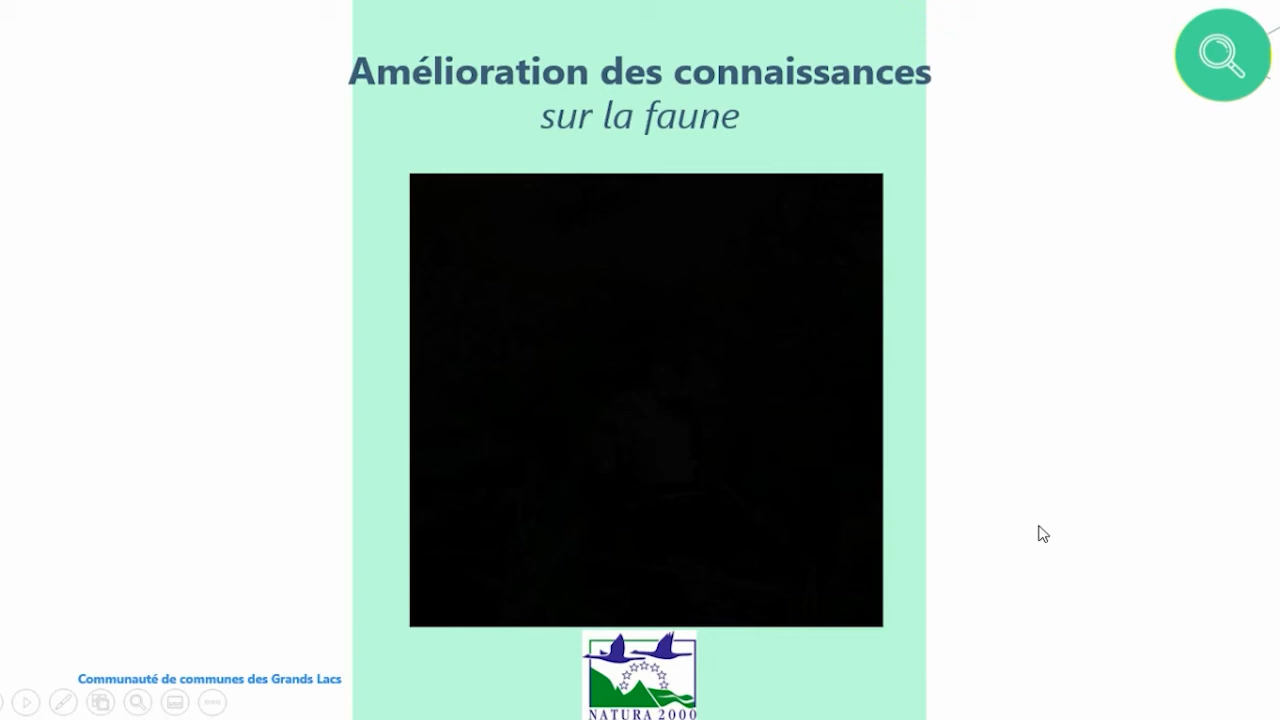 Amélioration des connaissances
sur la faune
Communauté de communes des Grands Lacs
NATURA 2000